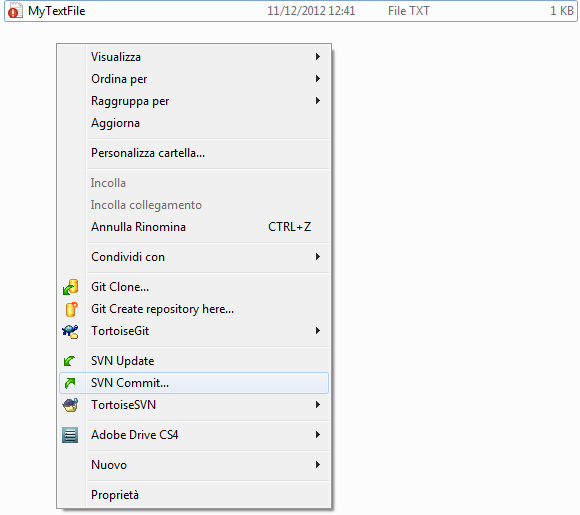 MyTextFile 11/12/2012 12:41 File TXT 1 KB
Visualizza
Ordina per
Raggruppa per
Aggiorna
Personalizza cartella...
Incolla
Incolla collegamento
Annulla Rinomina CTRL+Z
Condividi con
Git Clone...
Git Create repository here...
TortoiseGit
SVN Update
SVN Commit...
TortoiseSVN
Adobe Drive CS4
Nuovo
Proprietà